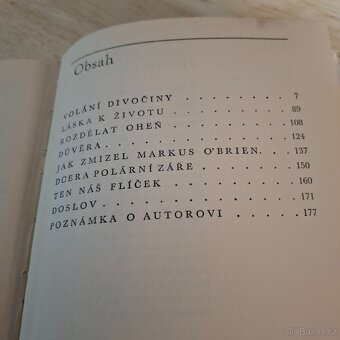 Obsah
VOLÁNÍ DIVOČINY . . . . . . . . . 7
LÁSKA K ŽIVOTU . . . . . . . . . 89
ROZDĚLAT OHEŇ . . . . . . . . . 108
DŮVĚRA . . . . . . . . . . . . 124
JAK ZMIZEL MARKUS O'BRIEN. . . . 137
DCERA POLÁRNÍ ZÁŘE . . . . . . . 150
TEN NÁŠ FLÍČEK . . . . . . . . . 160
DOSLOV . . . . . . . . . . . . 171
POZNÁMKA O AUTOROVI . . . . . . 177